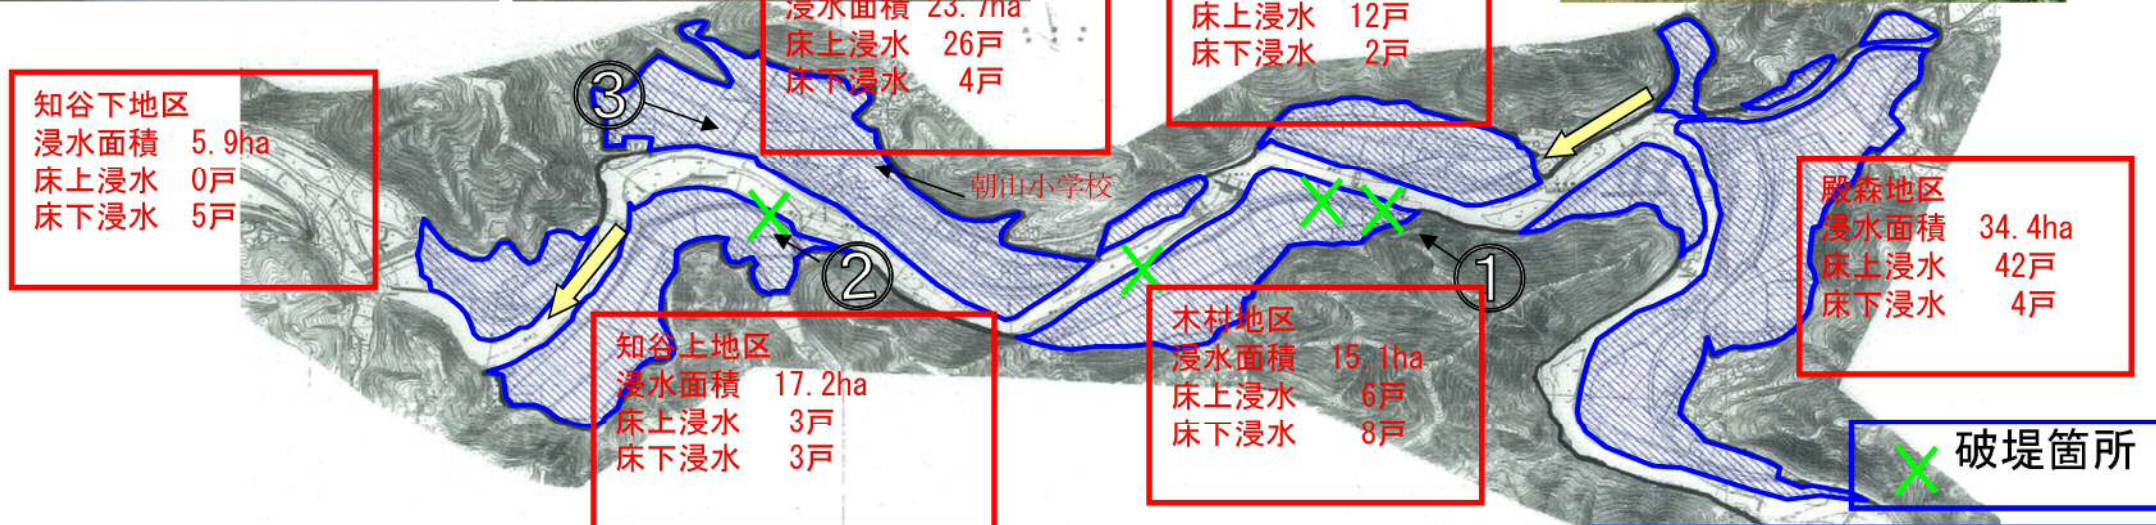 浸水面積 23.7ha
床上浸水 26戸
床下浸水 4戸
床上浸水 12戸
床下浸水 2戸
知谷下地区
浸水面積 5.9ha
床上浸水 0戸
床下浸水 5戸
③
朝山小学校
殿森地区
浸水面積 34.4ha
床上浸水 42戸
床下浸水 4戸
②
①
知谷上地区
浸水面積 17.2ha
床上浸水 3戸
床下浸水 3戸
木村地区
浸水面積 15.1ha
床上浸水 6戸
床下浸水 8戸
破堤箇所